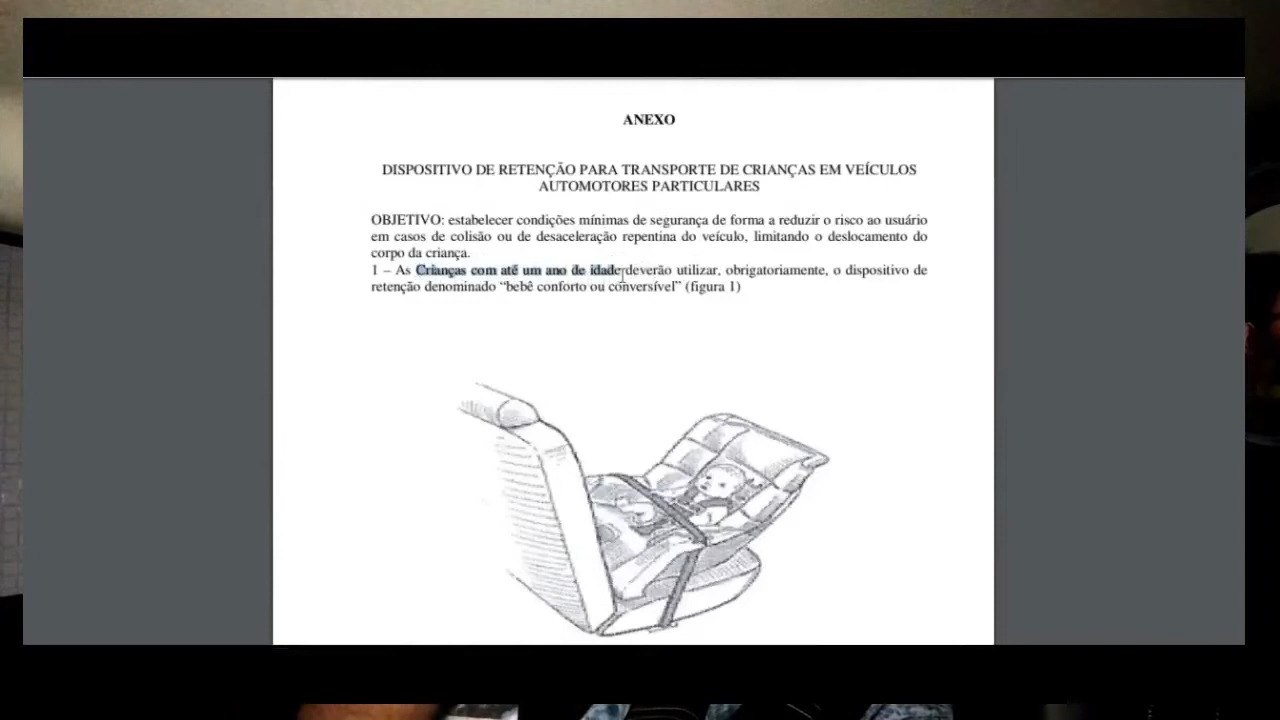 ANEXO
DISPOSITIVO DE RETENÇÃO PARA TRANSPORTE DE CRIANÇAS EM VEÍCULOS
AUTOMOTORES PARTICULARES
OBJETIVO: estabelecer condições mínimas de segurança de forma a reduzir o risco ao usuário
em casos de colisão ou de desaceleração repentina do veículo, limitando o deslocamento do
corpo da criança.
1 – As Crianças com até um ano de idade deverão utilizar, obrigatoriamente, o dispositivo de
retenção denominado “bebê conforto ou conversível” (figura 1)